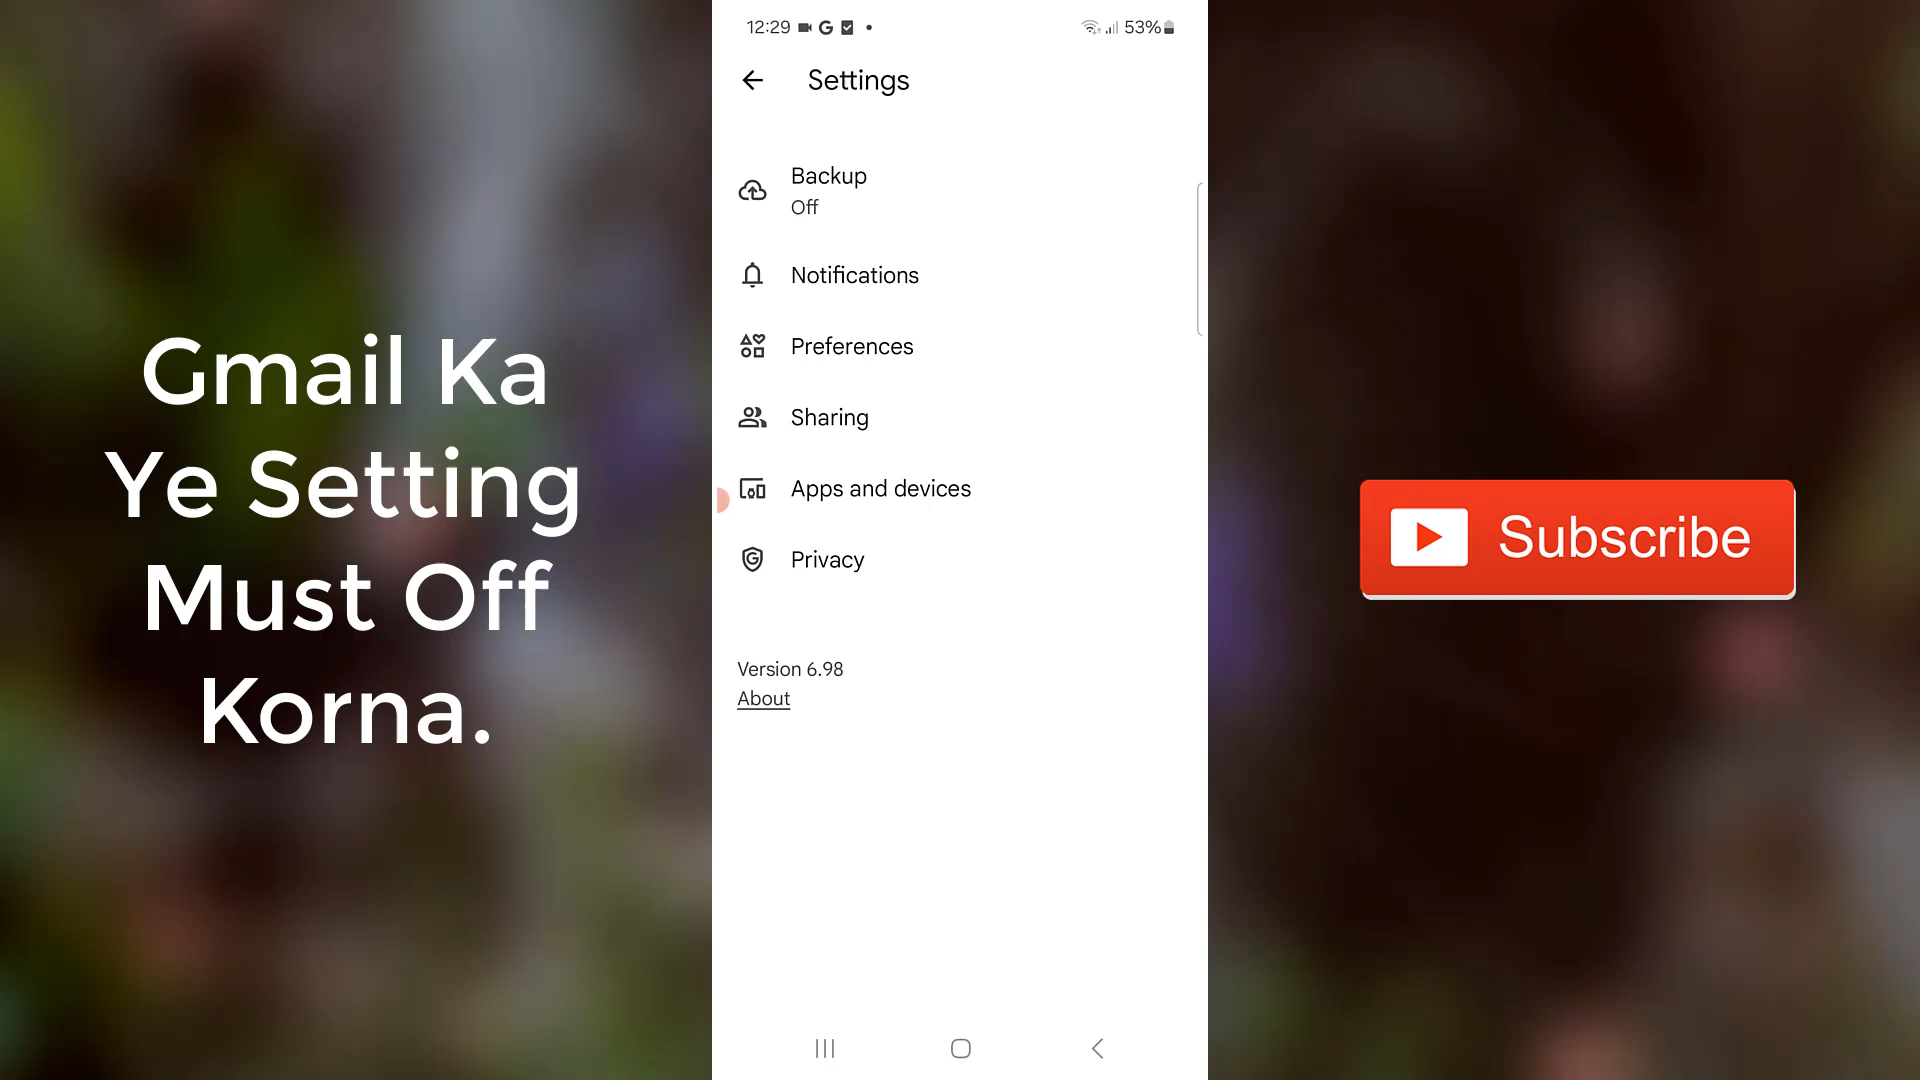 Gmail Ka
Ye Setting
Must Off
Korna.
12:29
53%
Settings
Backup
Off
Notifications
Preferences
Sharing
Apps and devices
Privacy
Version 6.98
About
Subscribe